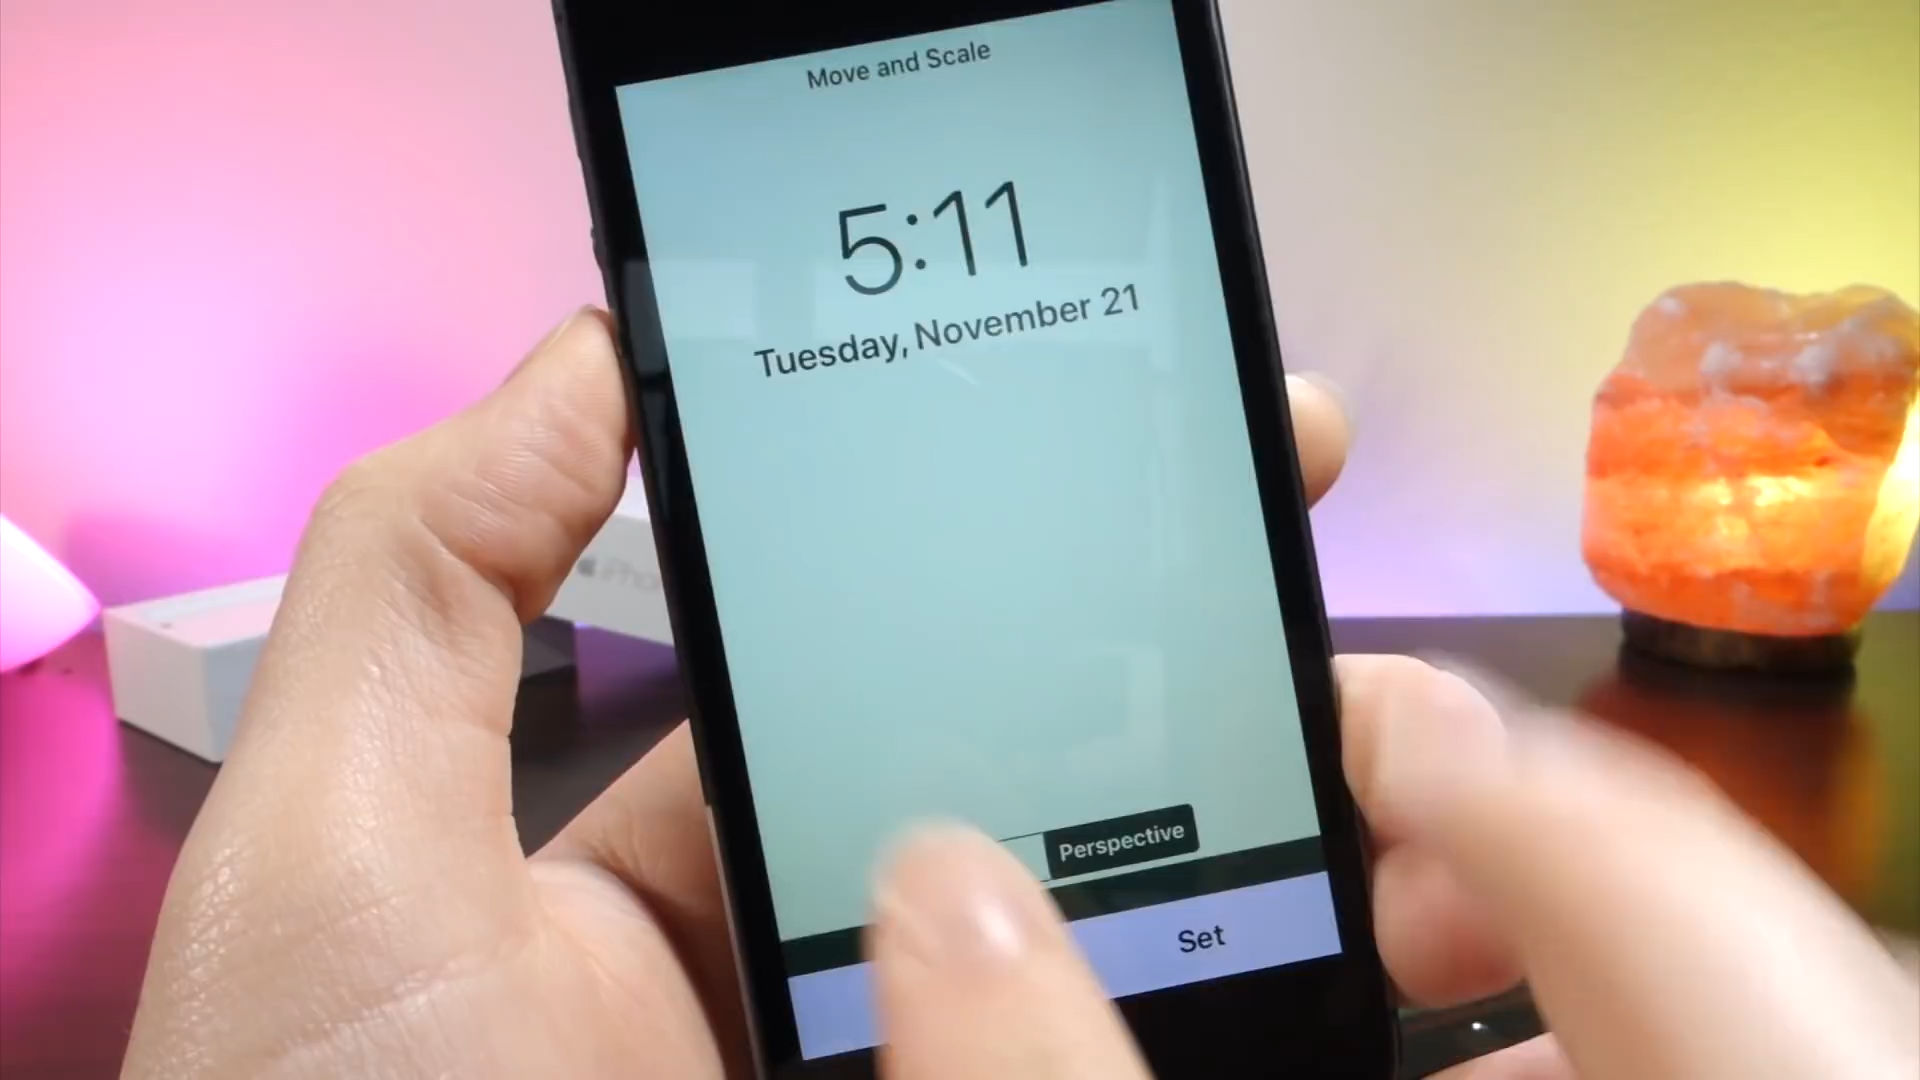 Move and Scale
5:11
Tuesday, November 21
Perspective
Set